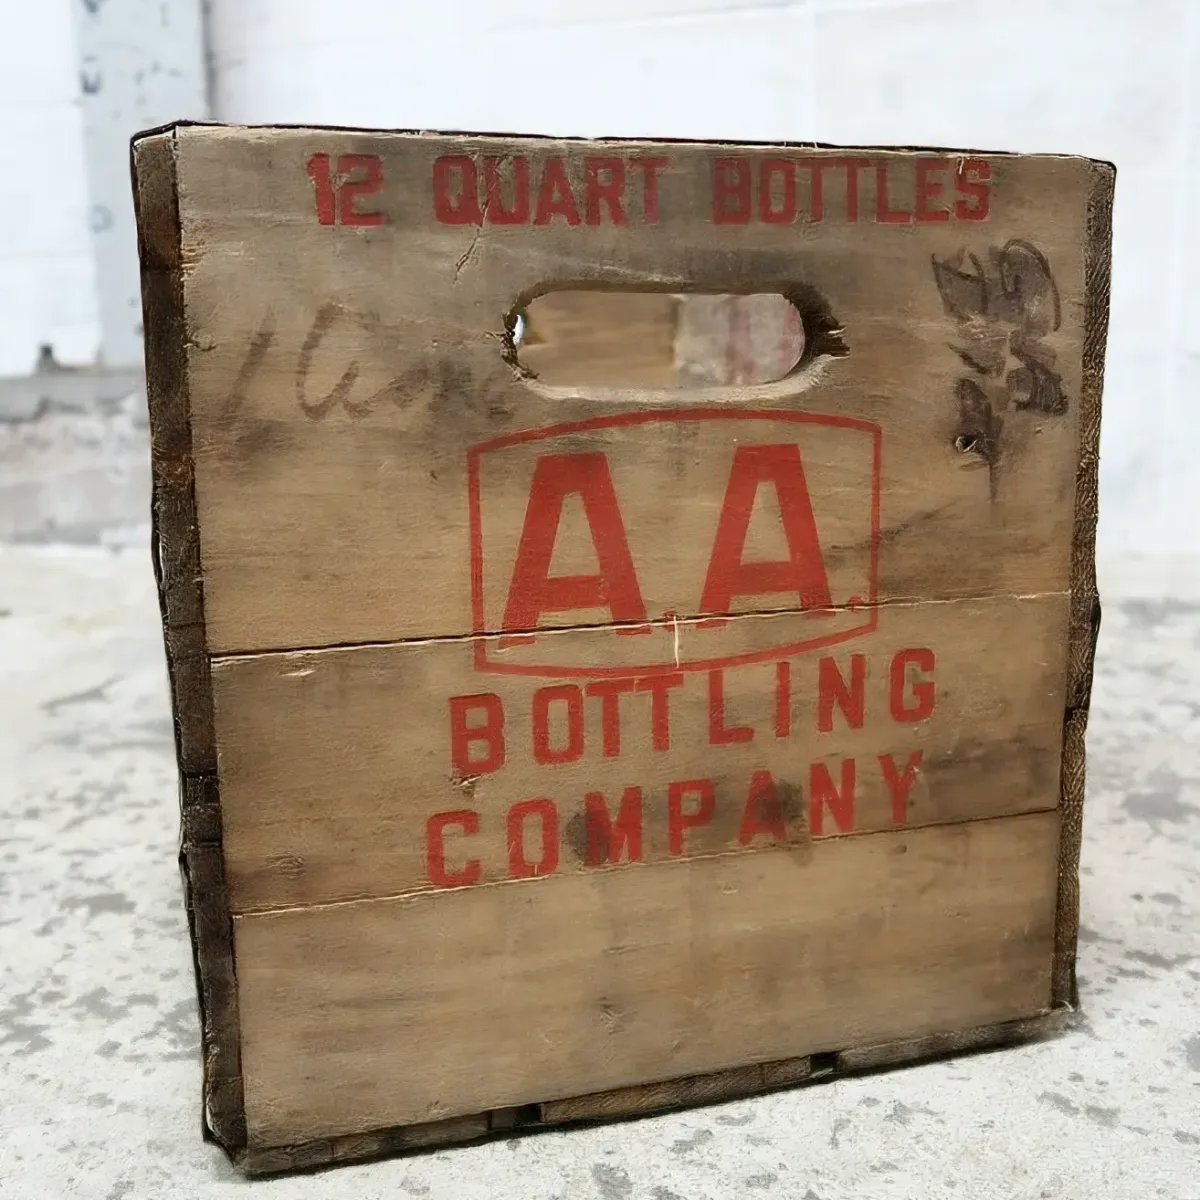 12 QUART BOTTLES
A.A.
BOTTLING
COMPANY